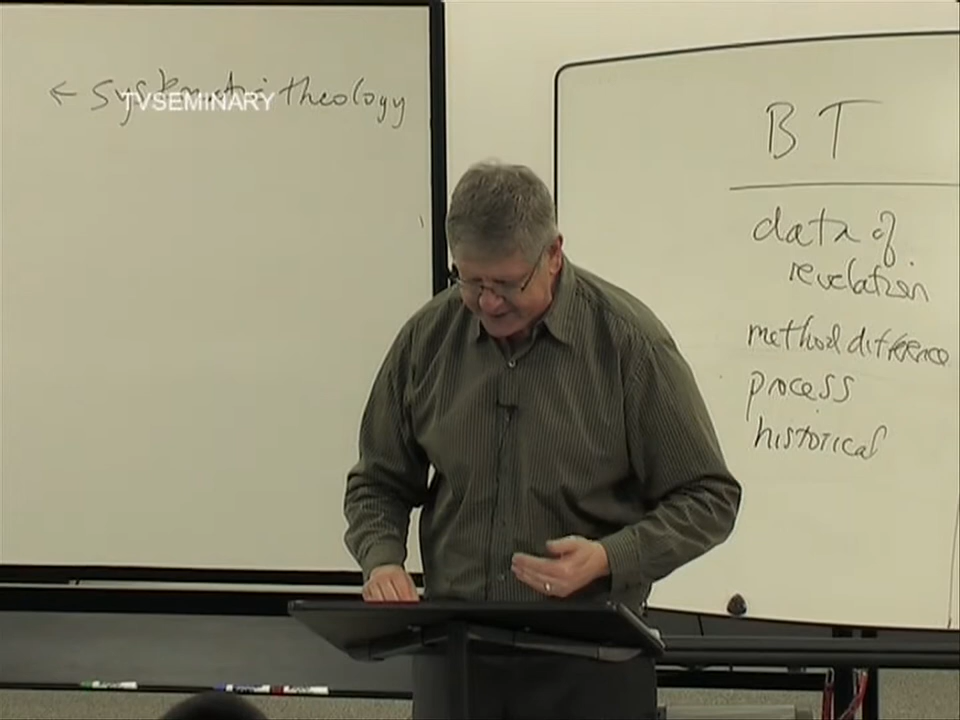 ← systematic theology
TVSEMINARY
BT
data of
revelation
method difference
process
historical